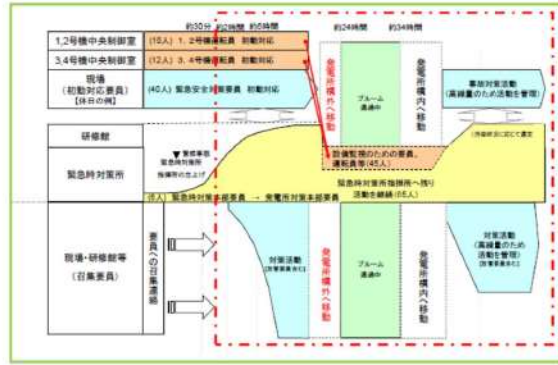 約30分 約2時間 約6時間 約24時間 約34時間
1,2号機中央制御室
(18人) 1．2号機運転員 初動対応
3,4号機中央制御室
(12人) 3．4号機運転員 初動対応
現場
(初動対応要員)
【休日の例】
(40人) 緊急安全対策要員 初動対応
発電所構外へ移動
プルーム
通過中
発電所構内へ移動
事故対策活動
(高線量のため活動を管理)
研修館
緊急時対策所
▼警戒事態
緊急時対策所
指揮所の立上げ
設備監視のための要員、
運転員等(45人)
緊急時対策所指揮所へ残り
活動を継続(65人)
緊急時対策本部要員 → 発電所対策本部要員
現場・研修館等
(召集要員)
要員への召集連絡
対策活動
発電所構外へ移動
プルーム
通過中
発電所構内へ移動
対策活動
(高線量のため
活動を管理)